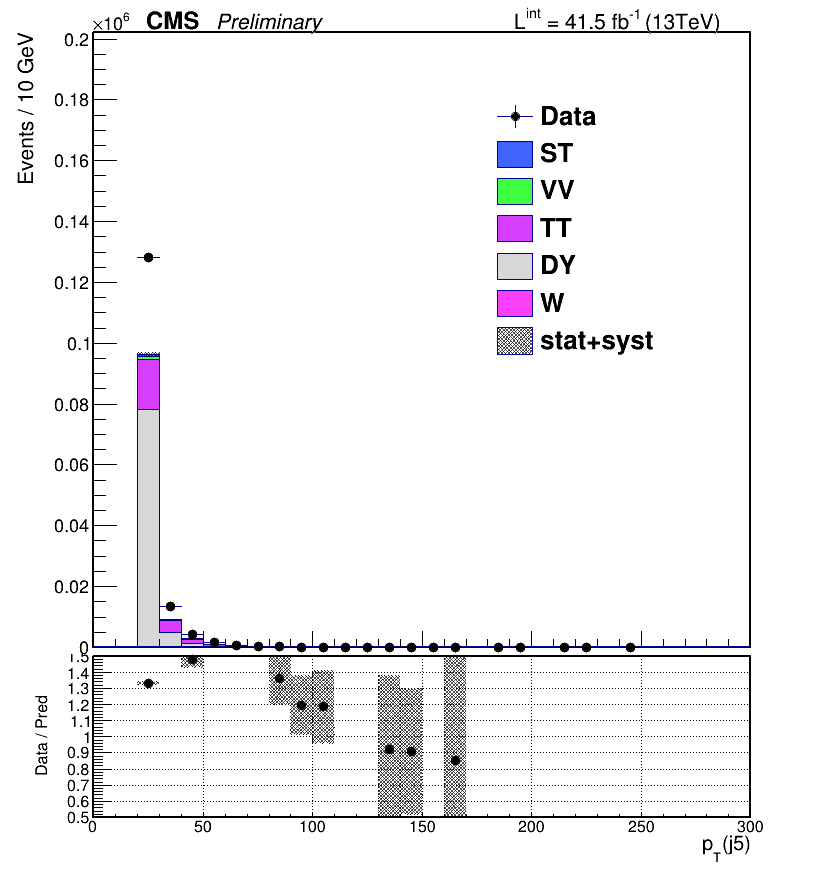 ×10⁶ CMS Preliminary Lⁱⁿᵗ = 41.5 fb⁻¹ (13TeV)
Events / 10 GeV
0.2
0.18
0.16
0.14
0.12
0.1
0.08
0.06
0.04
0.02
0
Data
ST
VV
TT
DY
W
stat+syst
Data / Pred
1.5
1.4
1.3
1.2
1.1
1
0.9
0.8
0.7
0.6
0.5
0 50 100 150 200 250 300
p_T(j5)